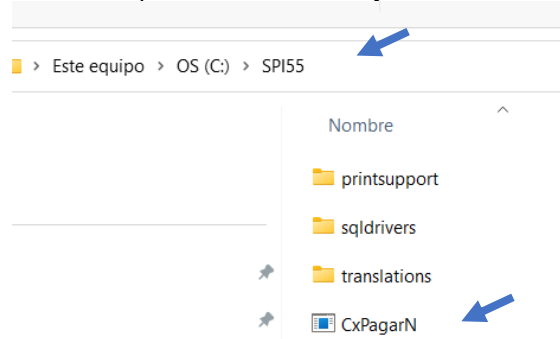 Este equipo > OS (C:) > SPI55
Nombre
printsupport
sqldrivers
translations
CxPagarN